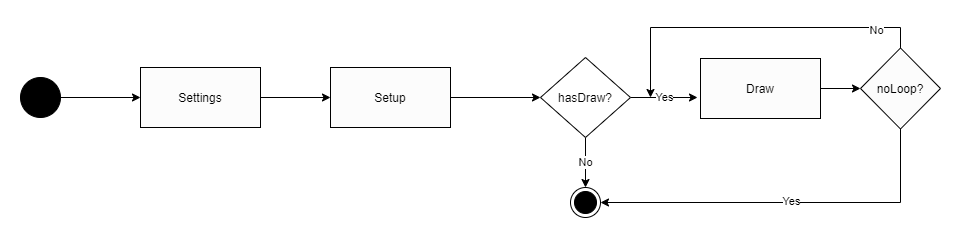 Settings
Setup
hasDraw?
Yes
Draw
noLoop?
No
No
Yes